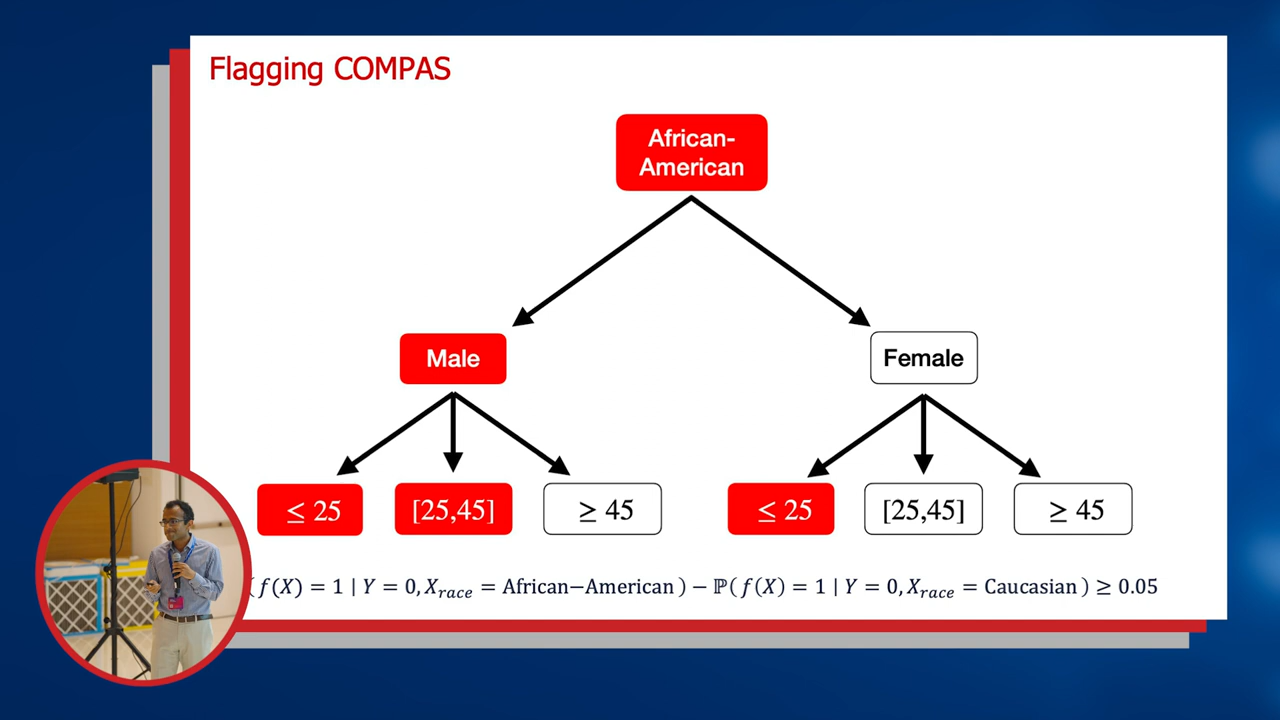 Flagging COMPAS
African-
American
Male
Female
≤ 25
[25,45]
≥ 45
≤ 25
[25,45]
≥ 45
(f(X) = 1 | Y = 0, X_race = African−American) − ℙ(f(X) = 1 | Y = 0, X_race = Caucasian) ≥ 0.05